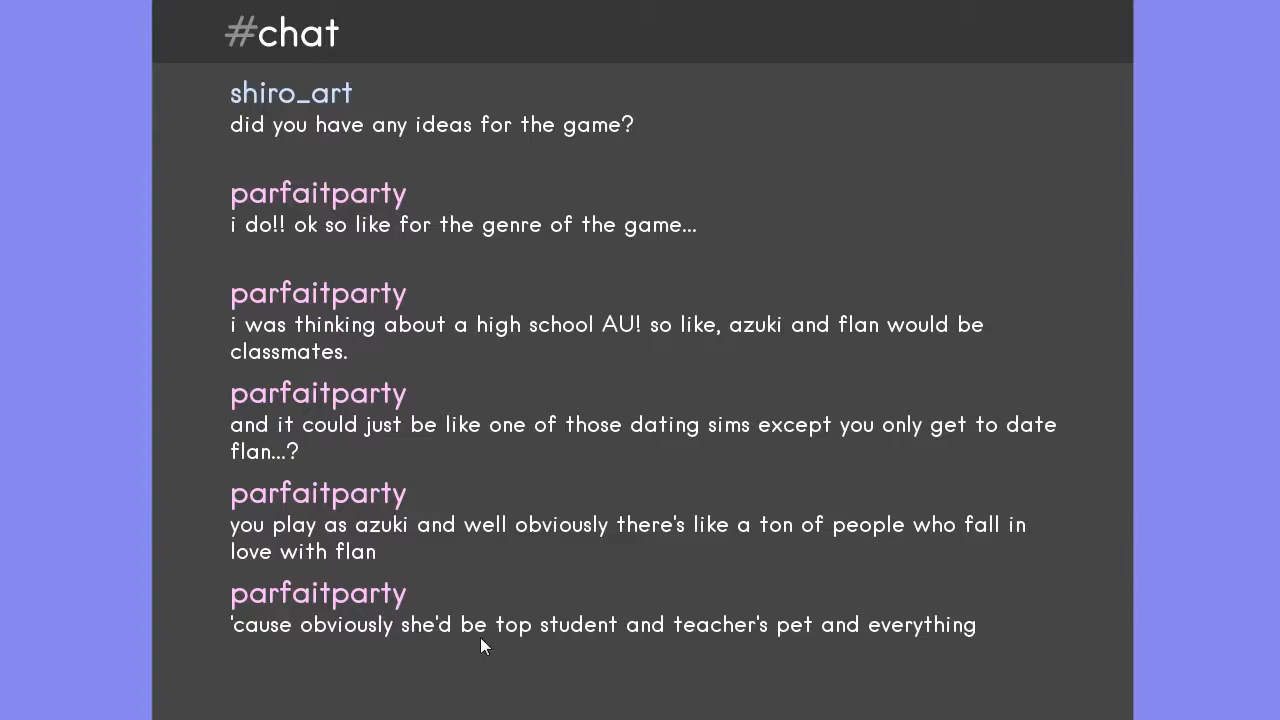 #chat
shiro_art
did you have any ideas for the game?
parfaitparty
i do!! ok so like for the genre of the game...
parfaitparty
i was thinking about a high school AU! so like, azuki and flan would be
classmates.
parfaitparty
and it could just be like one of those dating sims except you only get to date
flan...?
parfaitparty
you play as azuki and well obviously there's like a ton of people who fall in
love with flan
parfaitparty
'cause obviously she'd be top student and teacher's pet and everything